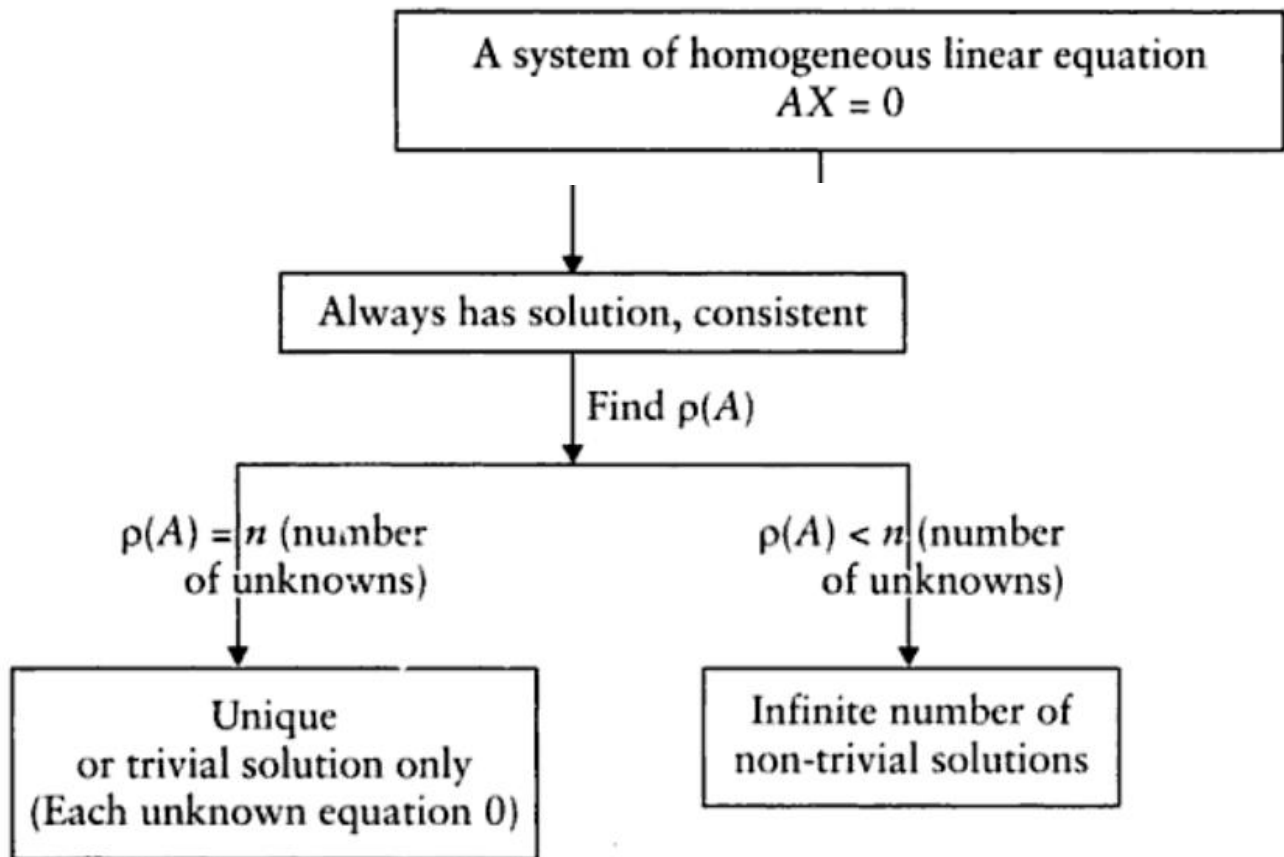 A system of homogeneous linear equation
AX = 0
Always has solution, consistent
Find ρ(A)
ρ(A) = n (number
of unknowns)
ρ(A) < n (number
of unknowns)
Unique
or trivial solution only
(Each unknown equation 0)
Infinite number of
non-trivial solutions